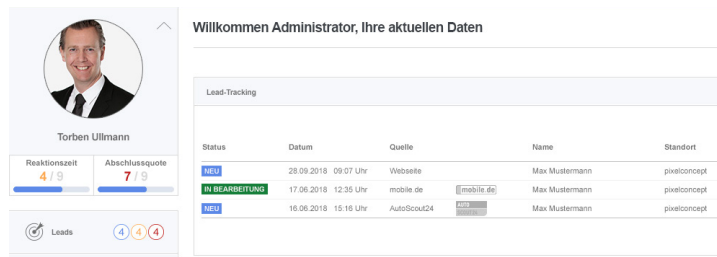 Willkommen Administrator, Ihre aktuellen Daten
Torben Ullmann
Reaktionszeit Abschlussquote
4 / 9 7 / 9
Leads 4 4 4
Lead-Tracking
Status Datum Quelle Name Standort
NEU 28.09.2018 09:07 Uhr Webseite Max Mustermann pixelconcept
IN BEARBEITUNG 17.06.2018 12:35 Uhr mobile.de mobile.de Max Mustermann pixelconcept
NEU 16.06.2018 15:16 Uhr AutoScout24 AUTO Max Mustermann pixelconcept